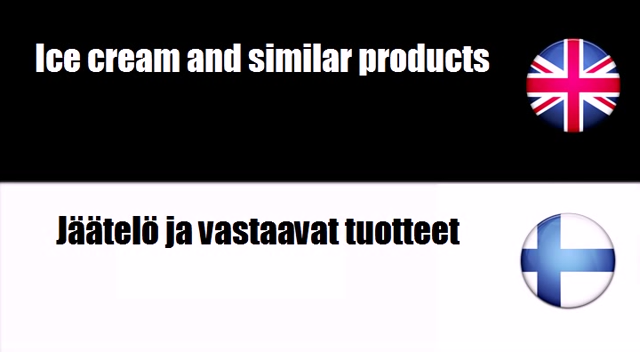 Ice cream and similar products
Jäätelö ja vastaavat tuotteet